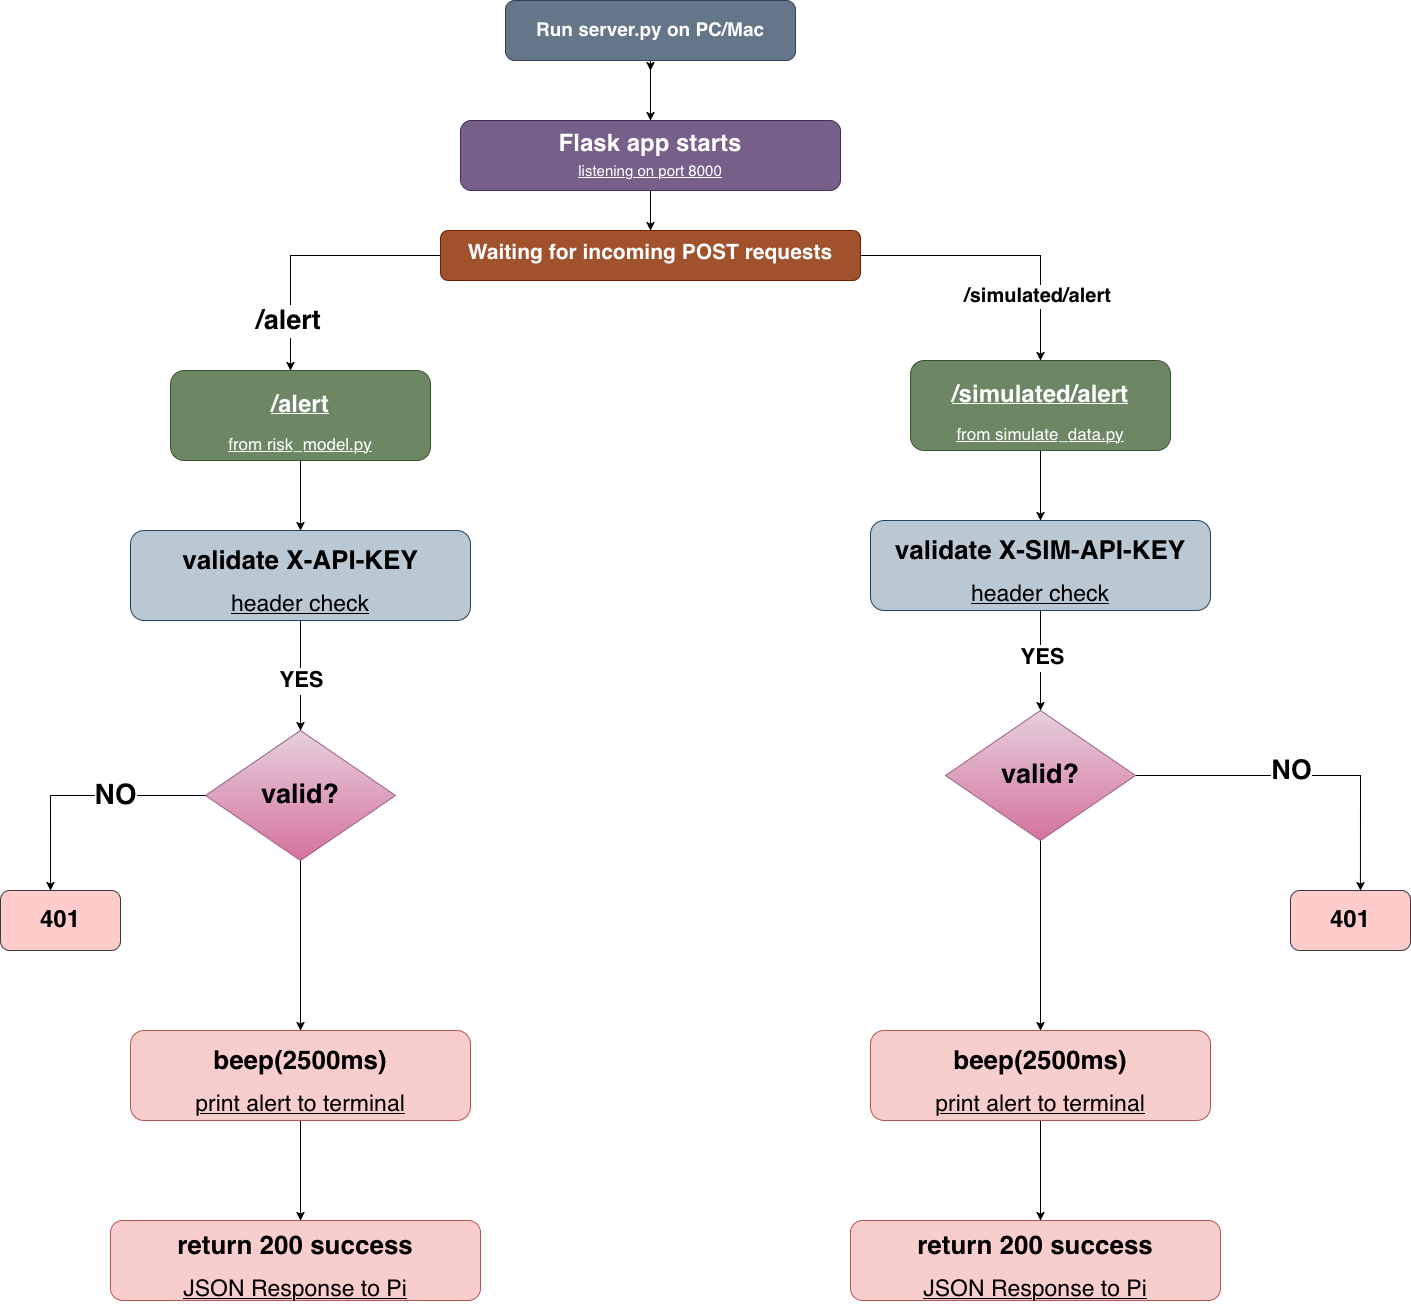 Run server.py on PC/Mac
Flask app starts
listening on port 8000
Waiting for incoming POST requests
/alert
/alert
from risk_model.py
validate X-API-KEY
header check
YES
valid?
NO
401
beep(2500ms)
print alert to terminal
return 200 success
JSON Response to Pi
/simulated/alert
/simulated/alert
from simulate_data.py
validate X-SIM-API-KEY
header check
YES
valid?
NO
401
beep(2500ms)
print alert to terminal
return 200 success
JSON Response to Pi